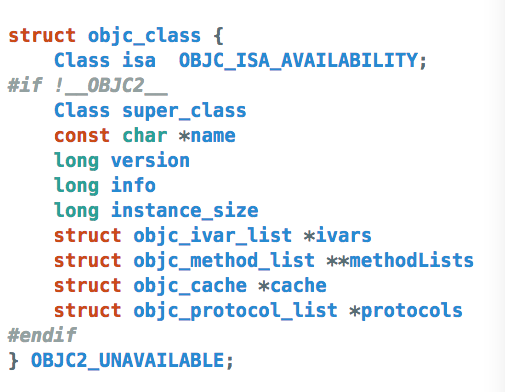 struct objc_class {
    Class isa  OBJC_ISA_AVAILABILITY;
#if !__OBJC2__
    Class super_class
    const char *name
    long version
    long info
    long instance_size
    struct objc_ivar_list *ivars
    struct objc_method_list **methodLists
    struct objc_cache *cache
    struct objc_protocol_list *protocols
#endif
} OBJC2_UNAVAILABLE;